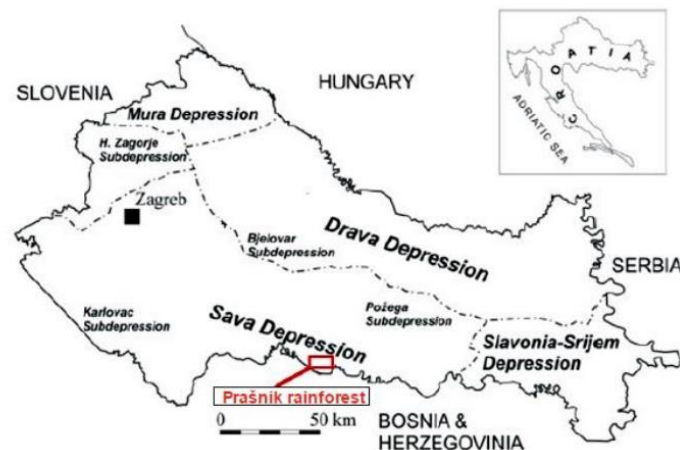 SLOVENIA
HUNGARY
Mura Depression
H. Zagorje
Subdepression
Zagreb
CROATIA
ADRIATIC SEA
Bjelovar
Subdepression
Drava Depression
SERBIA
Karlovac
Subdepression
Sava Depression
Požega
Subdepression
Slavonia-Srijem
Depression
Prašnik rainforest
0 50 km
BOSNIA &
HERZEGOVINIA